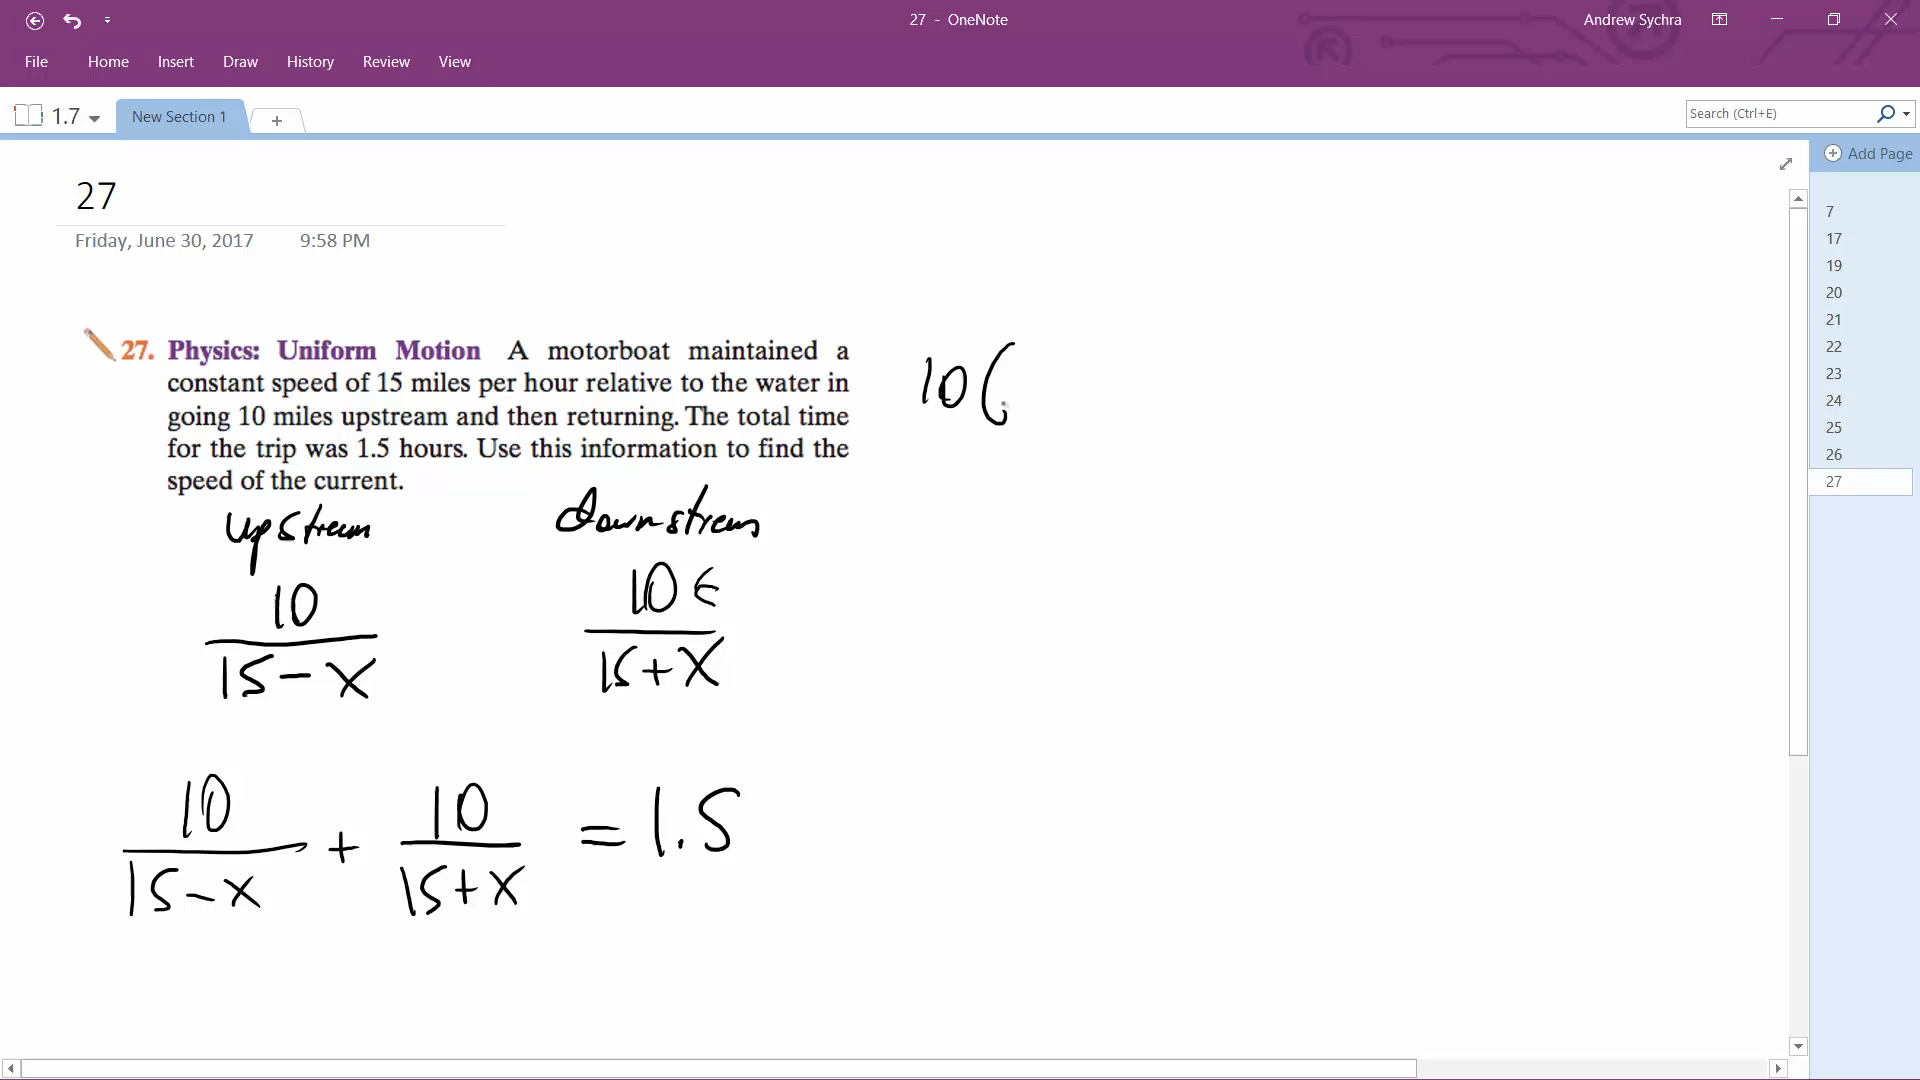 27 - OneNote
Andrew Sychra
File Home Insert Draw History Review View
1.7
New Section 1
+
Search (Ctrl+E)
Add Page
27
Friday, June 30, 2017 9:58 PM
27. Physics: Uniform Motion A motorboat maintained a
constant speed of 15 miles per hour relative to the water in
going 10 miles upstream and then returning. The total time
for the trip was 1.5 hours. Use this information to find the
speed of the current.
upstream downstream
10
15 - x
10 ε
15 + x
10 / 15 - x + 10 / 15 + x = 1.5
10 (
7
17
19
20
21
22
23
24
25
26
27